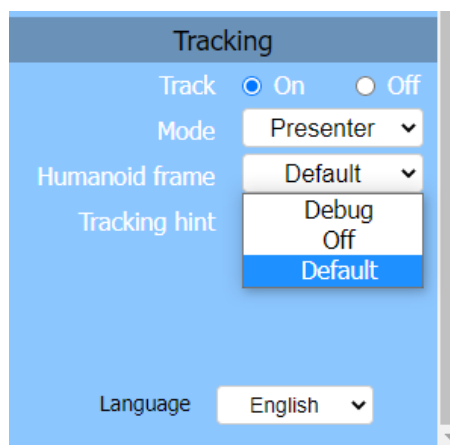 Tracking
Track On Off
Mode Presenter
Humanoid frame Default
Tracking hint Debug
Off
Default
Language English